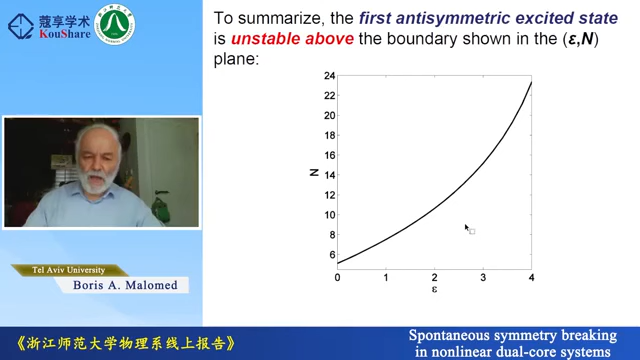 蔻享学术
KouShare
To summarize, the first antisymmetric excited state
is unstable above the boundary shown in the (ε,N)
plane:
24
22
20
18
16
14
12
10
8
6
N
0
1
2
3
4
ε
Tel Aviv University
Boris A. Malomed
《浙江师范大学物理系线上报告》
Spontaneous symmetry breaking
in nonlinear dual-core systems